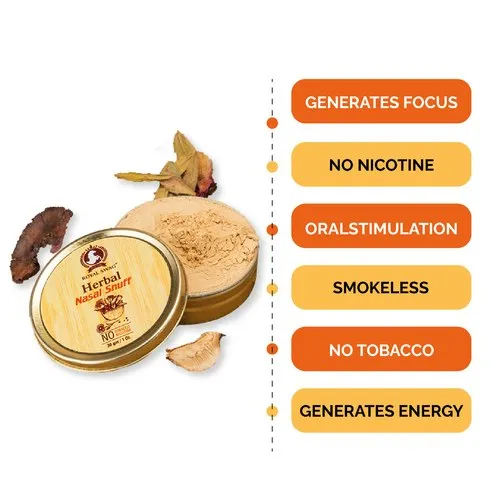 ROYAL SWAG
Herbal
Nasal Snuff
NO
GENERATES FOCUS
NO NICOTINE
ORALSTIMULATION
SMOKELESS
NO TOBACCO
GENERATES ENERGY